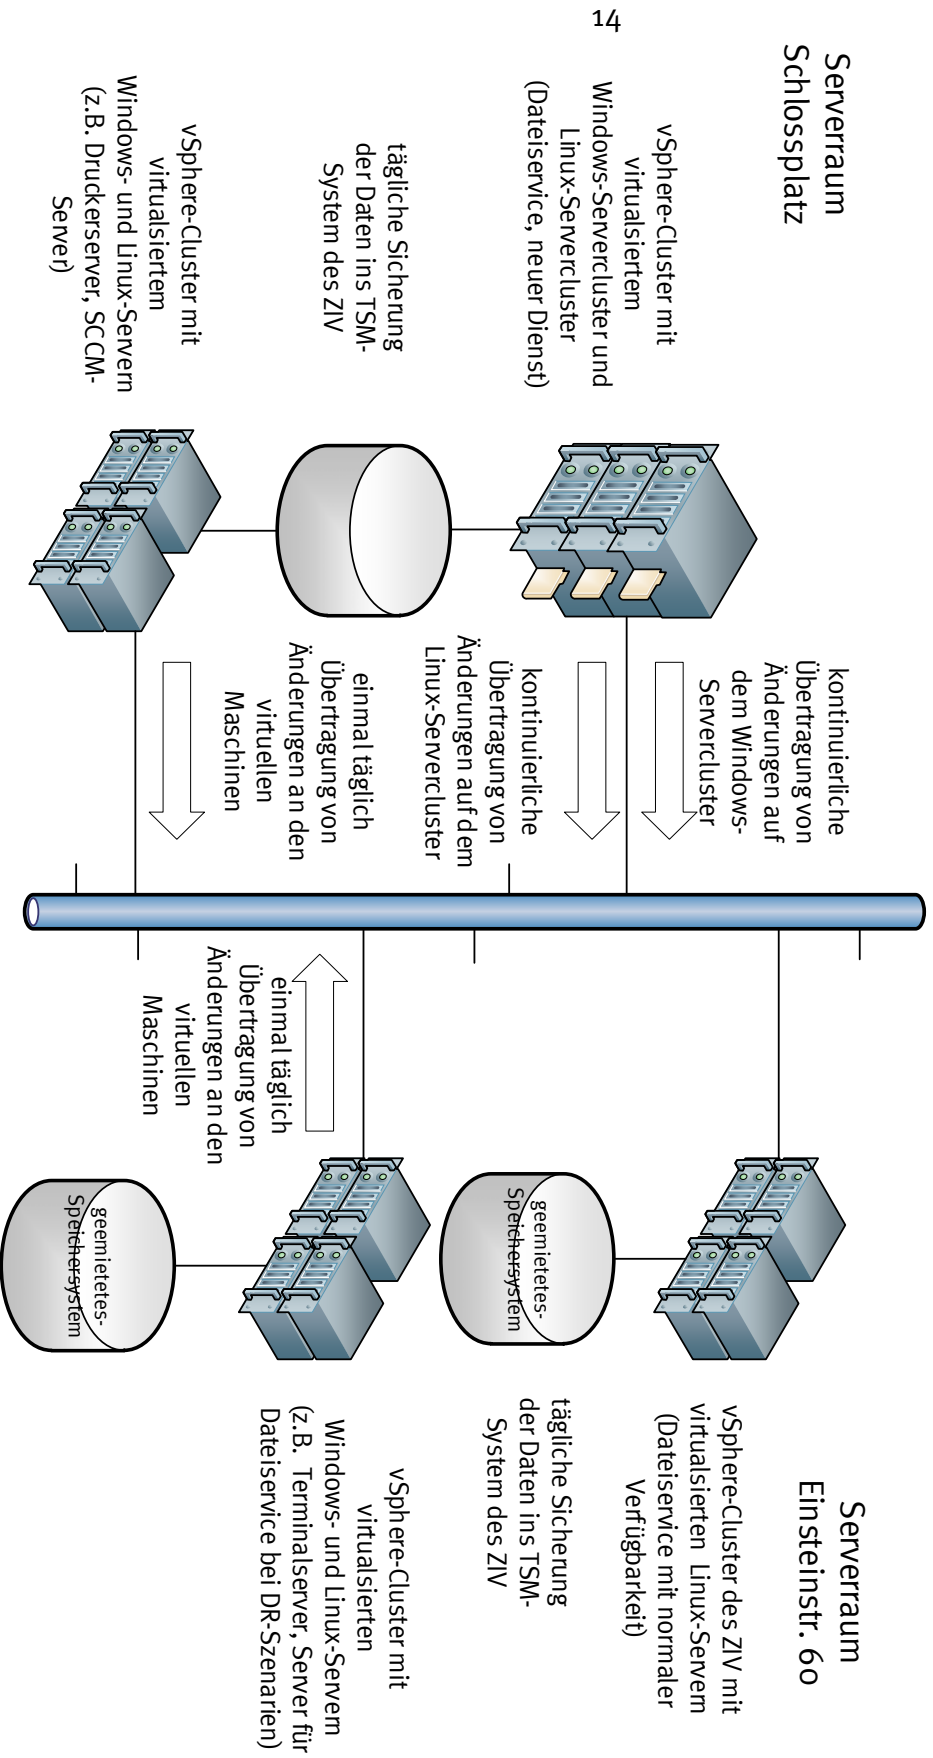 14
Serverraum
Schlossplatz
vSphere-Cluster mit
virtualsiertem
Windows-Servercluster und
Linux-Servercluster
(Dateiservice, neuer Dienst)
tägliche Sicherung
der Daten ins TSM-
System des ZIV
vSphere-Cluster mit
virtualsiertem
Windows- und Linux-Servern
(z.B. Druckerserver, SCCM-
Server)
kontinuierliche
Übertragung von
Änderungen auf
dem Windows-
Servercluster
kontinuierliche
Übertragung von
Änderungen auf dem
Linux-Servercluster
einmal täglich
Übertragung von
Änderungen an den
virtuellen
Maschinen
einmal täglich
Übertragung von
Änderungen an den
virtuellen
Maschinen
geemietetes-
Speichersystem
geemietetes-
Speichersystem
Serverraum
Einsteinstr. 60
vSphere-Cluster des ZIV mit
virtualsierten Linux-Servern
(Dateiservice mit normaler
Verfügbarkeit)
tägliche Sicherung
der Daten ins TSM-
System des ZIV
vSphere-Cluster mit
virtualsierten
Windows- und Linux-Servern
(z.B. Terminalserver, Server für
Dateiservice bei DR-Szenarien)